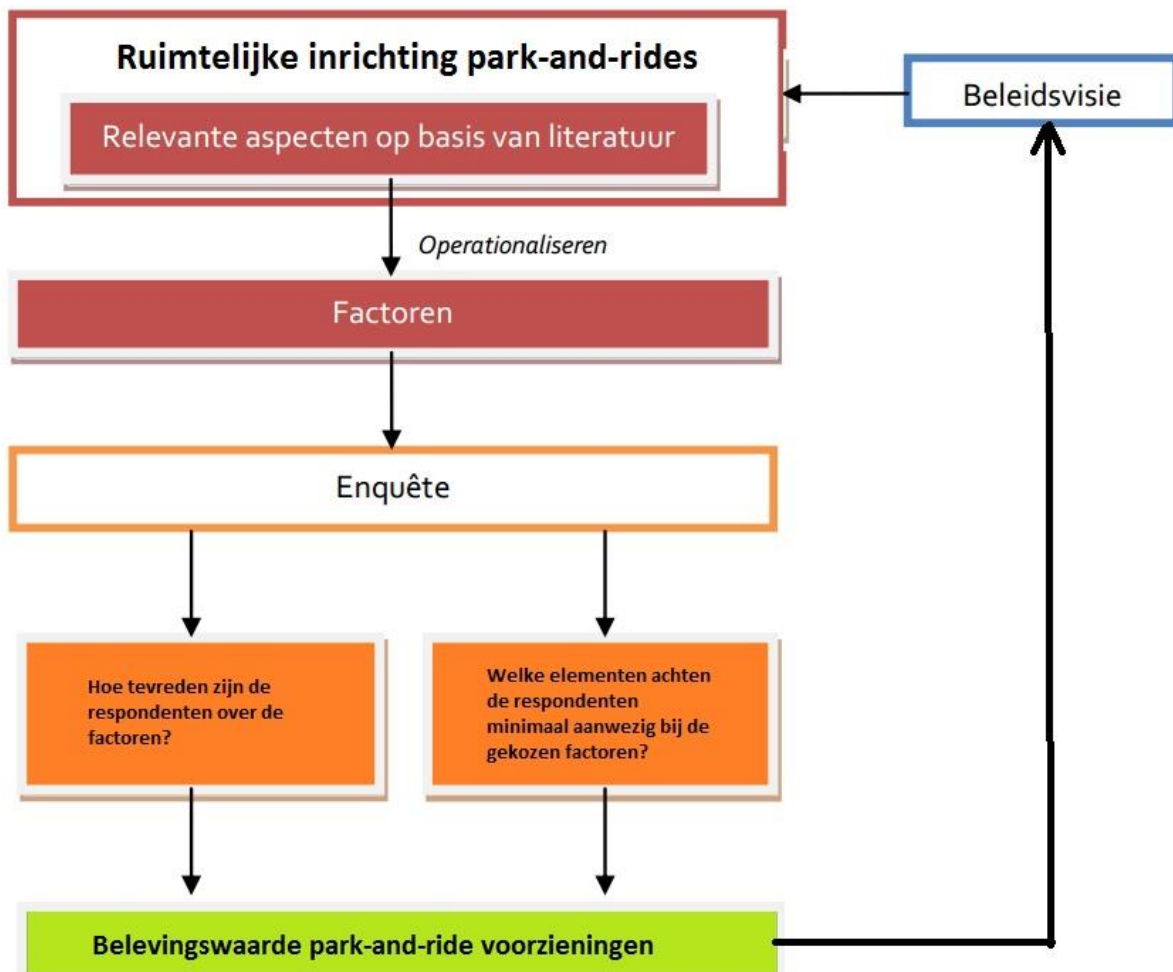 Ruimtelijke inrichting park-and-rides
Beleidsvisie
Relevante aspecten op basis van literatuur
Operationaliseren
Factoren
Enquête
Hoe tevreden zijn de
respondenten over de
factoren?
Welke elementen achten
de respondenten
minimaal aanwezig bij de
gekozen factoren?
Belevingswaarde park-and-ride voorzieningen